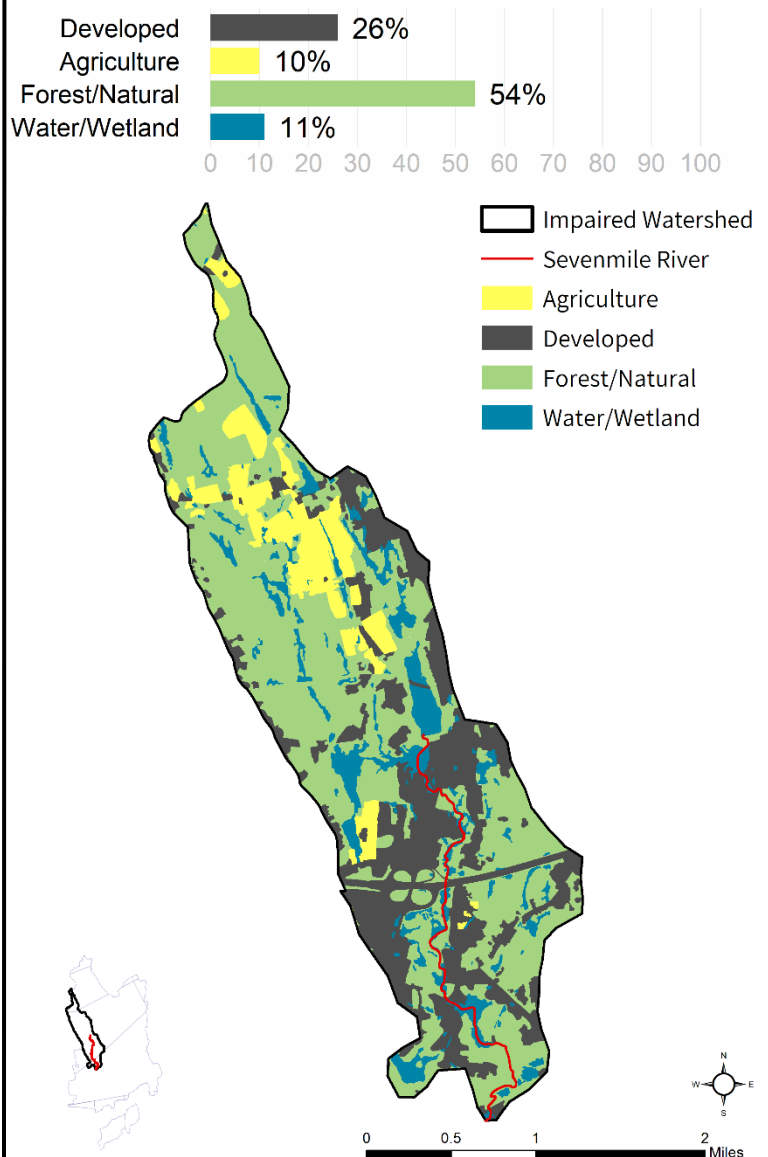 Developed 26%
Agriculture 10%
Forest/Natural 54%
Water/Wetland 11%
0 10 20 30 40 50 60 70 80 90 100
Impaired Watershed
Sevenmile River
Agriculture
Developed
Forest/Natural
Water/Wetland
N
W E
S
0 0.5 1 2
Miles